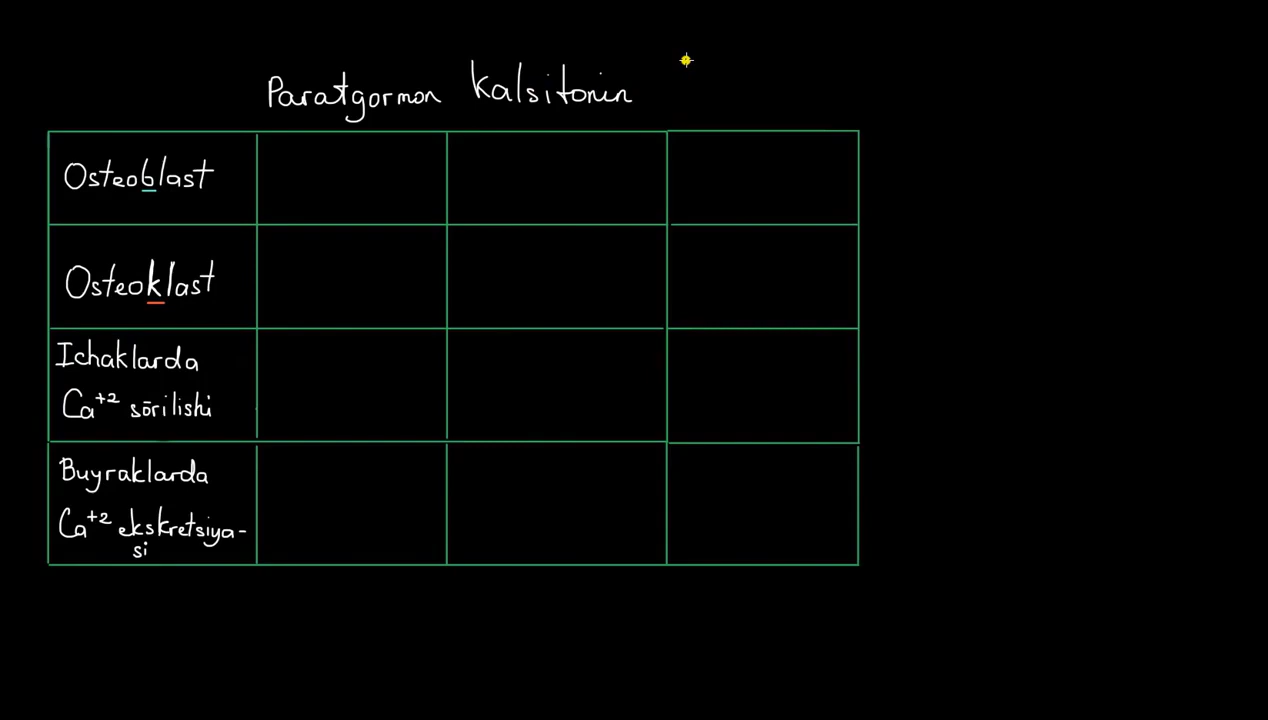 Paratgormon Kalsitonin
Osteoblast
Osteoklast
Ichaklarda
Ca⁺² sōrilishi
Buyraklarda
Ca⁺² ekskretsiya-
si